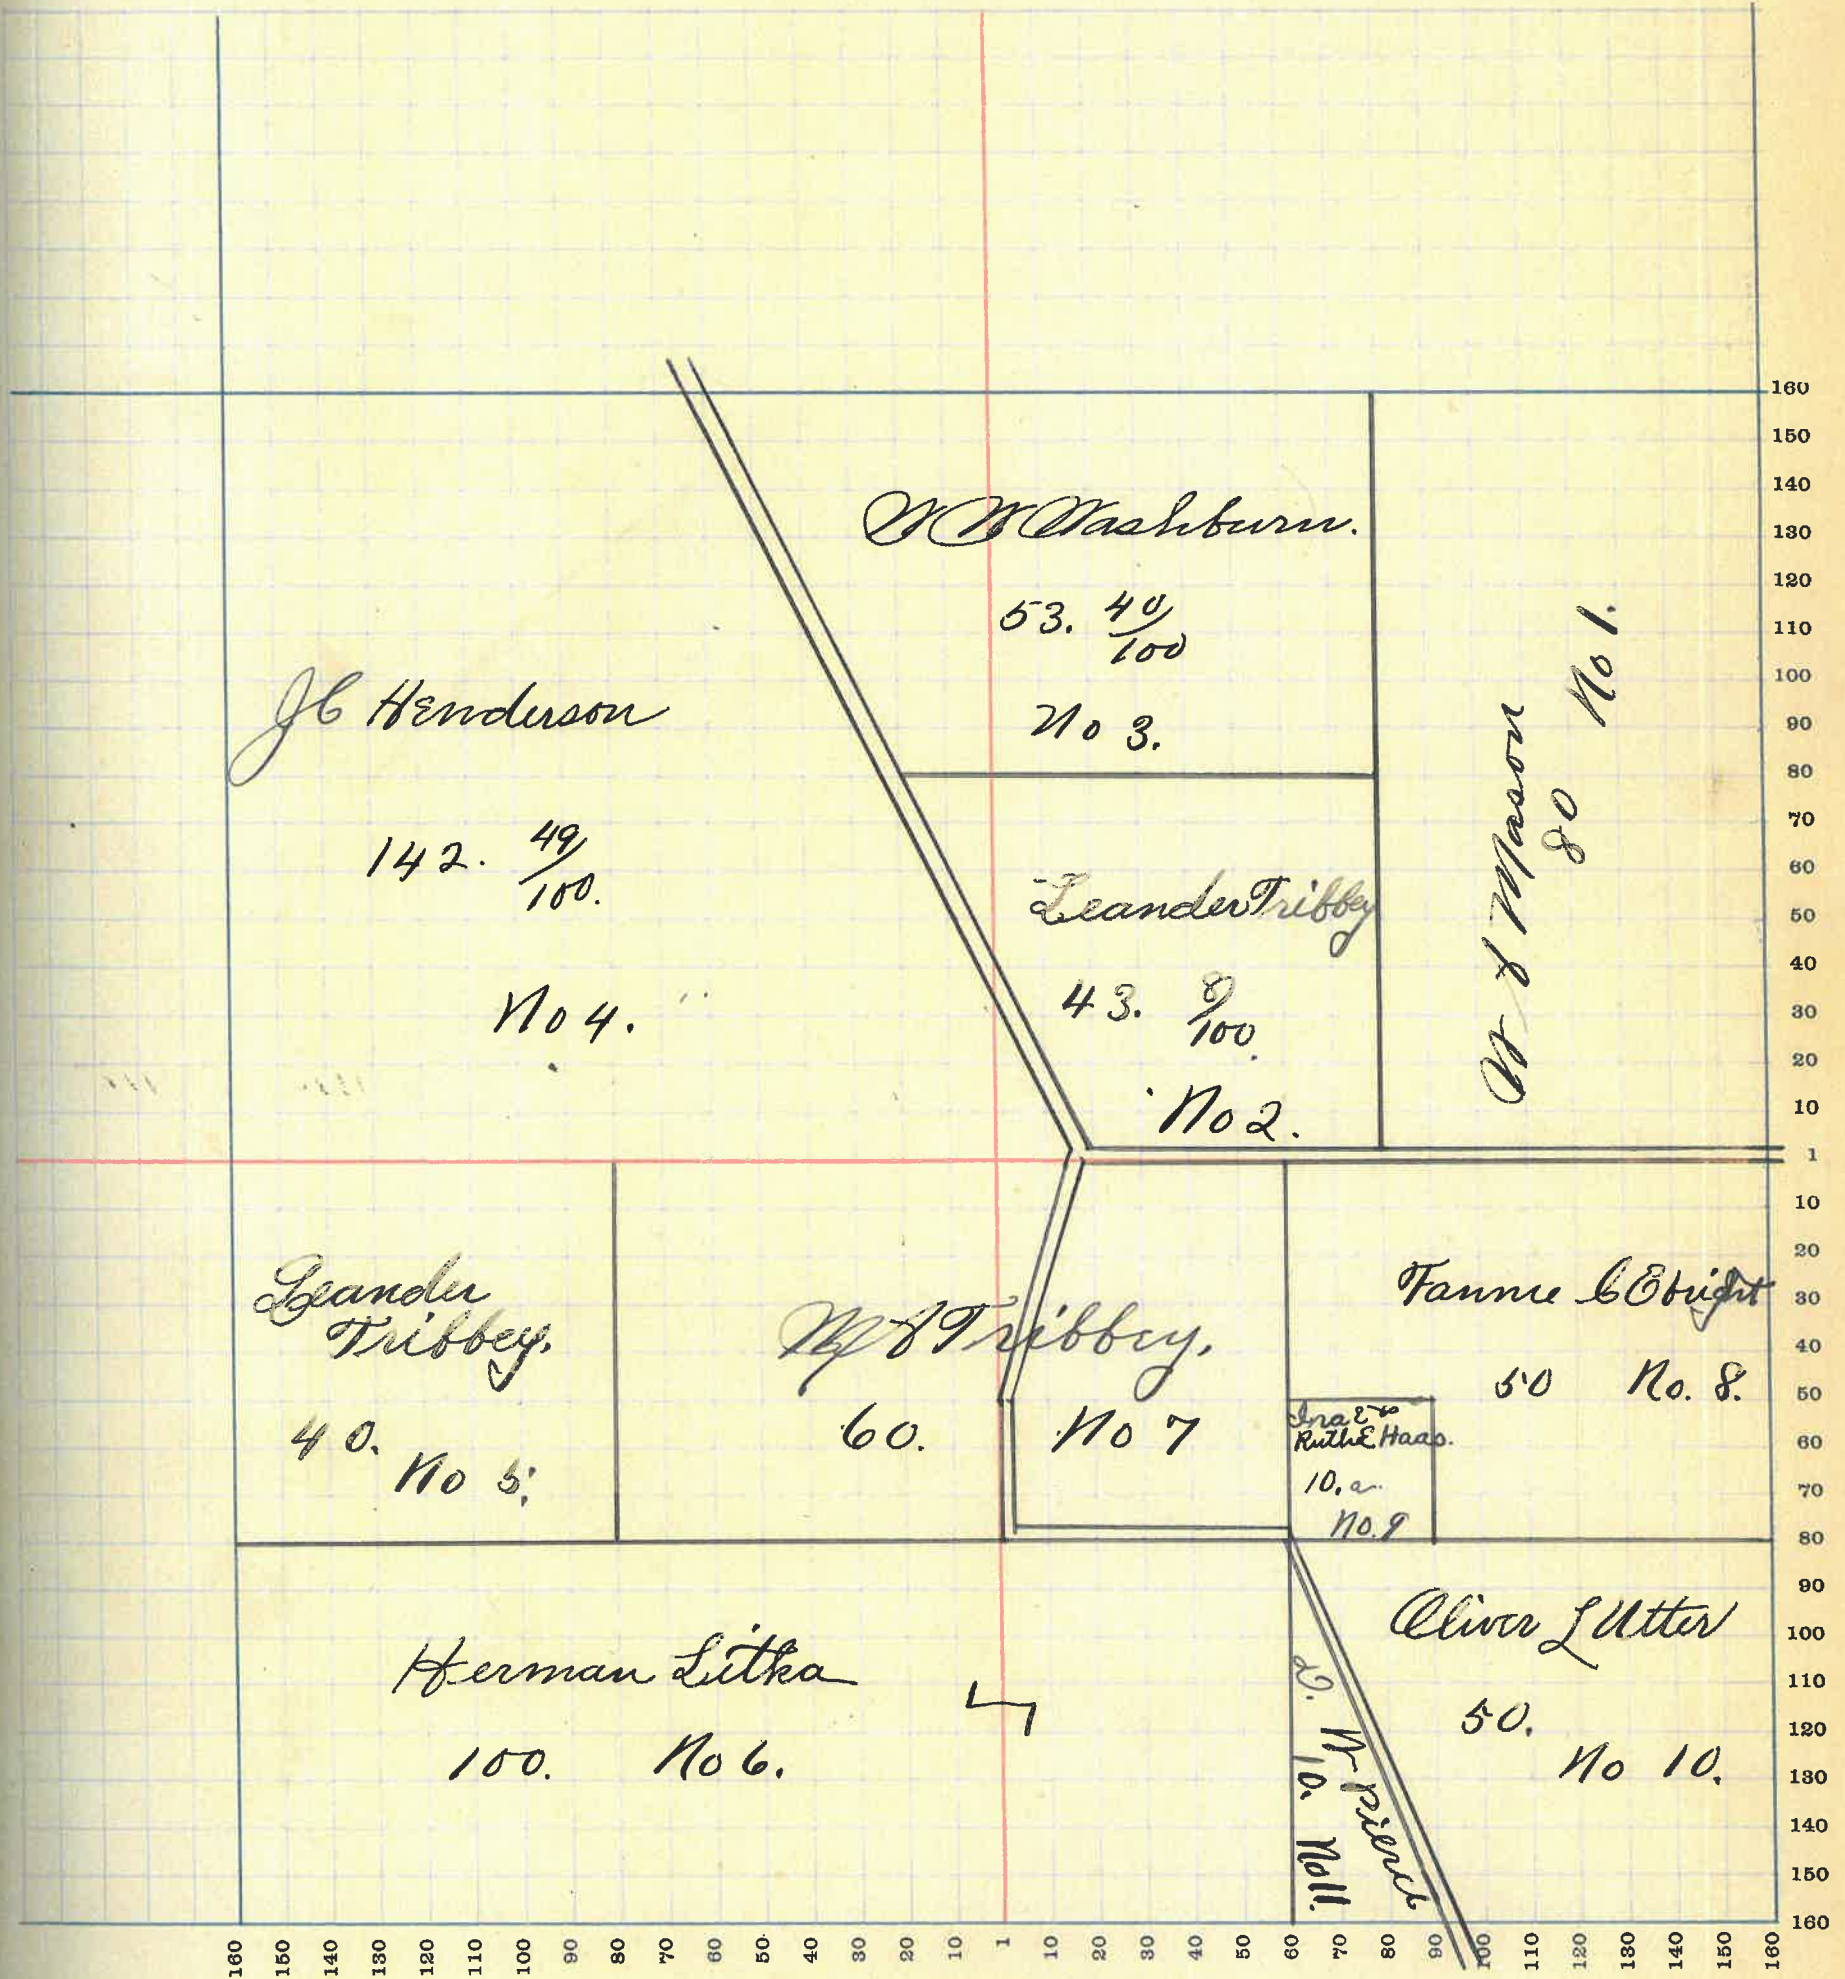 W W Washburn.
53. 40/100
No 3.
J C Henderson
142. 49/100.
No 4.
Leander Tribbey
43. 8/100
No 2.
Mason
80 No 1.
Leander
Tribbey.
40.
No 5.
Tribbey.
60. No 7
Fannie C Ebright
50 No. 8.
Ina E
Ruth E Haas.
10.a.
No. 9
Herman Litka
100. No 6.
Oliver L Utter
50.
No 10.
D. W Pierce
10. No 11.
160
150
140
130
120
110
100
90
80
70
60
50
40
30
20
10
1
10
20
30
40
50
60
70
80
90
100
110
120
130
140
150
160
160 150 140 130 120 110 100 90 80 70 60 50 40 30 20 10 1 10 20 30 40 50 60 70 80 90 100 110 120 130 140 150 160